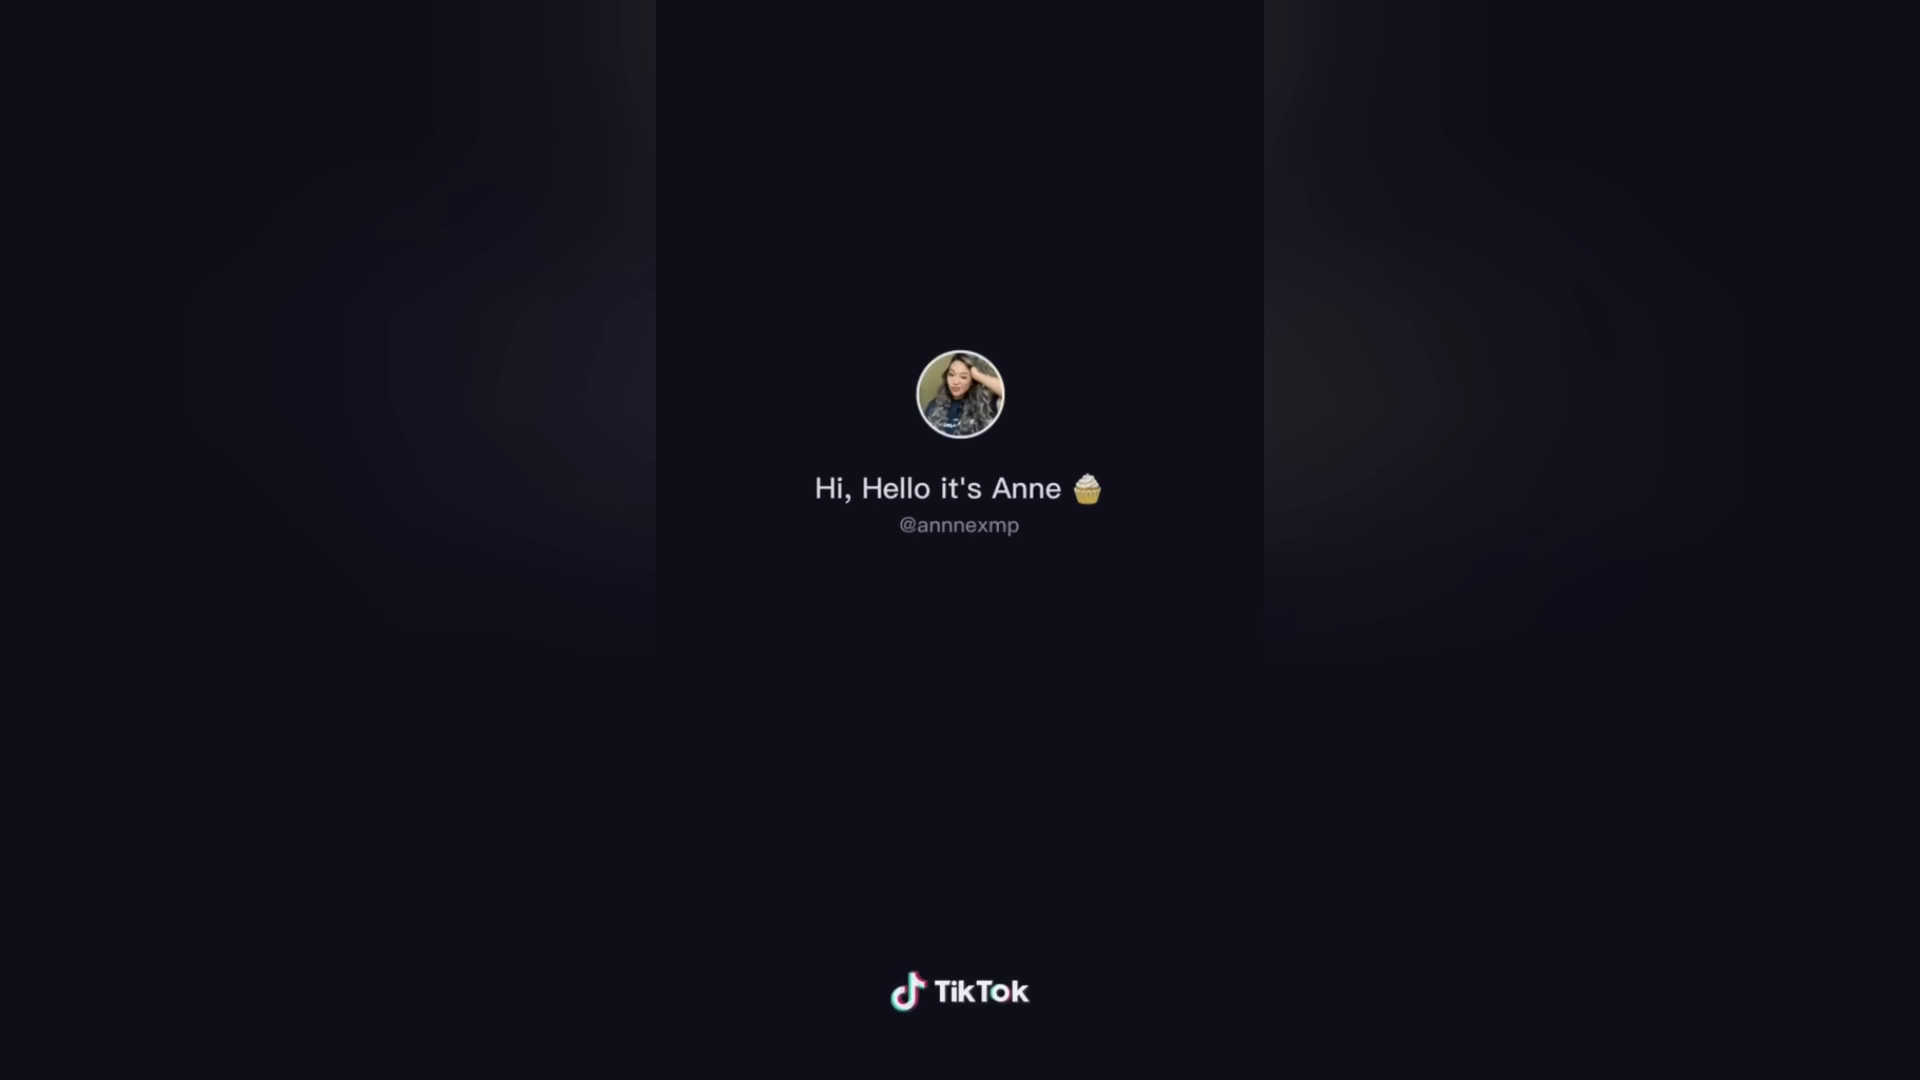 Hi, Hello it's Anne 🧁
@annnexmp
TikTok